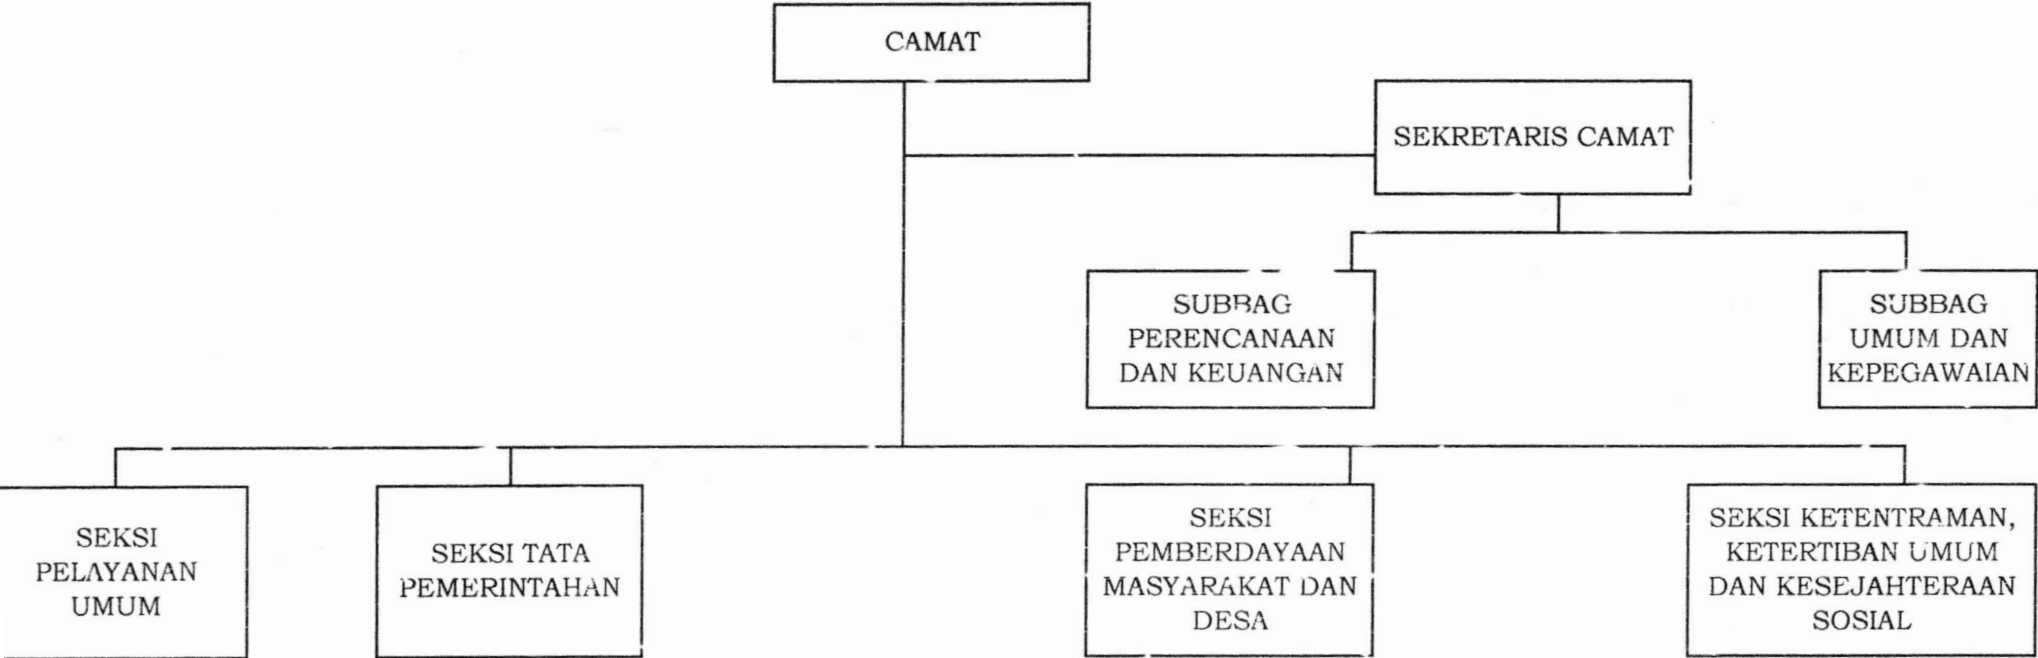 CAMAT
SEKRETARIS CAMAT
SUBBAG
PERENCANAAN
DAN KEUANGAN
SUBBAG
UMUM DAN
KEPEGAWAIAN
SEKSI
PELAYANAN
UMUM
SEKSI TATA
PEMERINTAHAN
SEKSI
PEMBERDAYAAN
MASYARAKAT DAN
DESA
SEKSI KETENTRAMAN,
KETERTIBAN UMUM
DAN KESEJAHTERAAN
SOSIAL